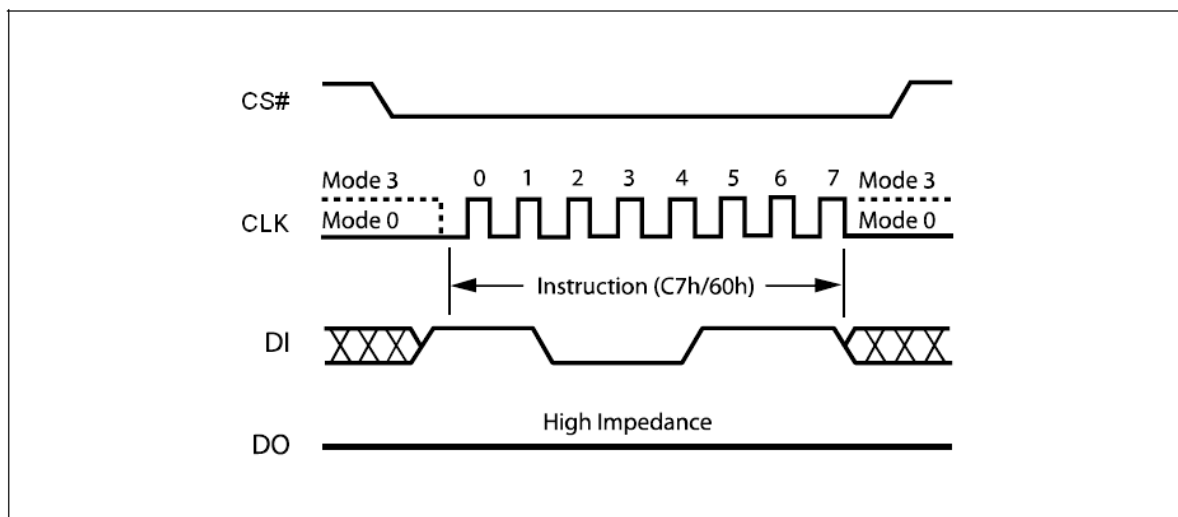 CS#
Mode 3 0 1 2 3 4 5 6 7 Mode 3
CLK Mode 0 Mode 0
Instruction (C7h/60h)
DI
High Impedance
DO